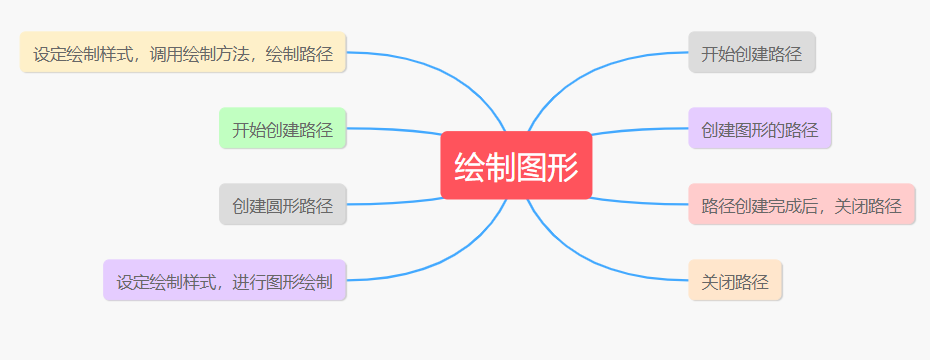 设定绘制样式，调用绘制方法，绘制路径
开始创建路径
开始创建路径
创建图形的路径
绘制图形
创建圆形路径
路径创建完成后，关闭路径
设定绘制样式，进行图形绘制
关闭路径